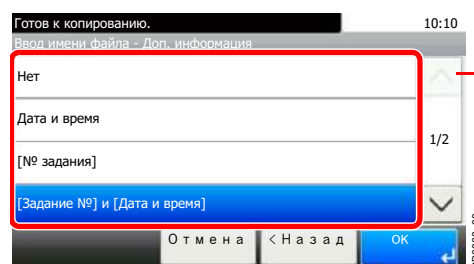 Готов к копированию. 10:10
Ввод имени файла - Доп. информация
Нет
Дата и время
1/2
[№ задания]
[Задание №] и [Дата и время]
Отмена <Назад OK